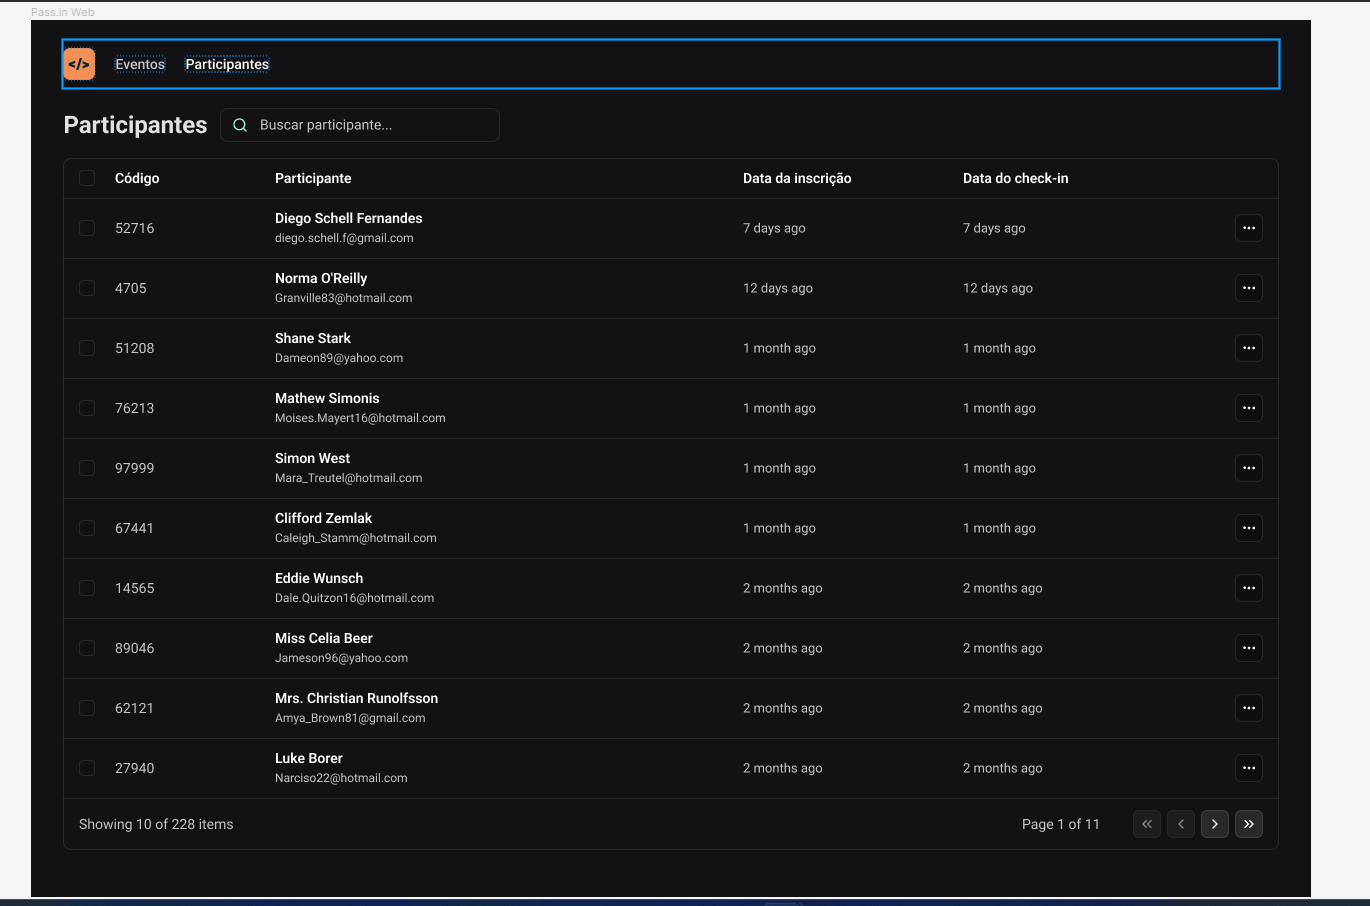 Pass.in Web
</> Eventos Participantes
Participantes Buscar participante...
Código Participante Data da inscrição Data do check-in
52716 Diego Schell Fernandes 7 days ago 7 days ago
diego.schell.f@gmail.com
4705 Norma O'Reilly 12 days ago 12 days ago
Granville83@hotmail.com
51208 Shane Stark 1 month ago 1 month ago
Dameon89@yahoo.com
76213 Mathew Simonis 1 month ago 1 month ago
Moises.Mayert16@hotmail.com
97999 Simon West 1 month ago 1 month ago
Mara_Treutel@hotmail.com
67441 Clifford Zemlak 1 month ago 1 month ago
Caleigh_Stamm@hotmail.com
14565 Eddie Wunsch 2 months ago 2 months ago
Dale.Quitzon16@hotmail.com
89046 Miss Celia Beer 2 months ago 2 months ago
Jameson96@yahoo.com
62121 Mrs. Christian Runolfsson 2 months ago 2 months ago
Amya_Brown81@gmail.com
27940 Luke Borer 2 months ago 2 months ago
Narciso22@hotmail.com
Showing 10 of 228 items Page 1 of 11